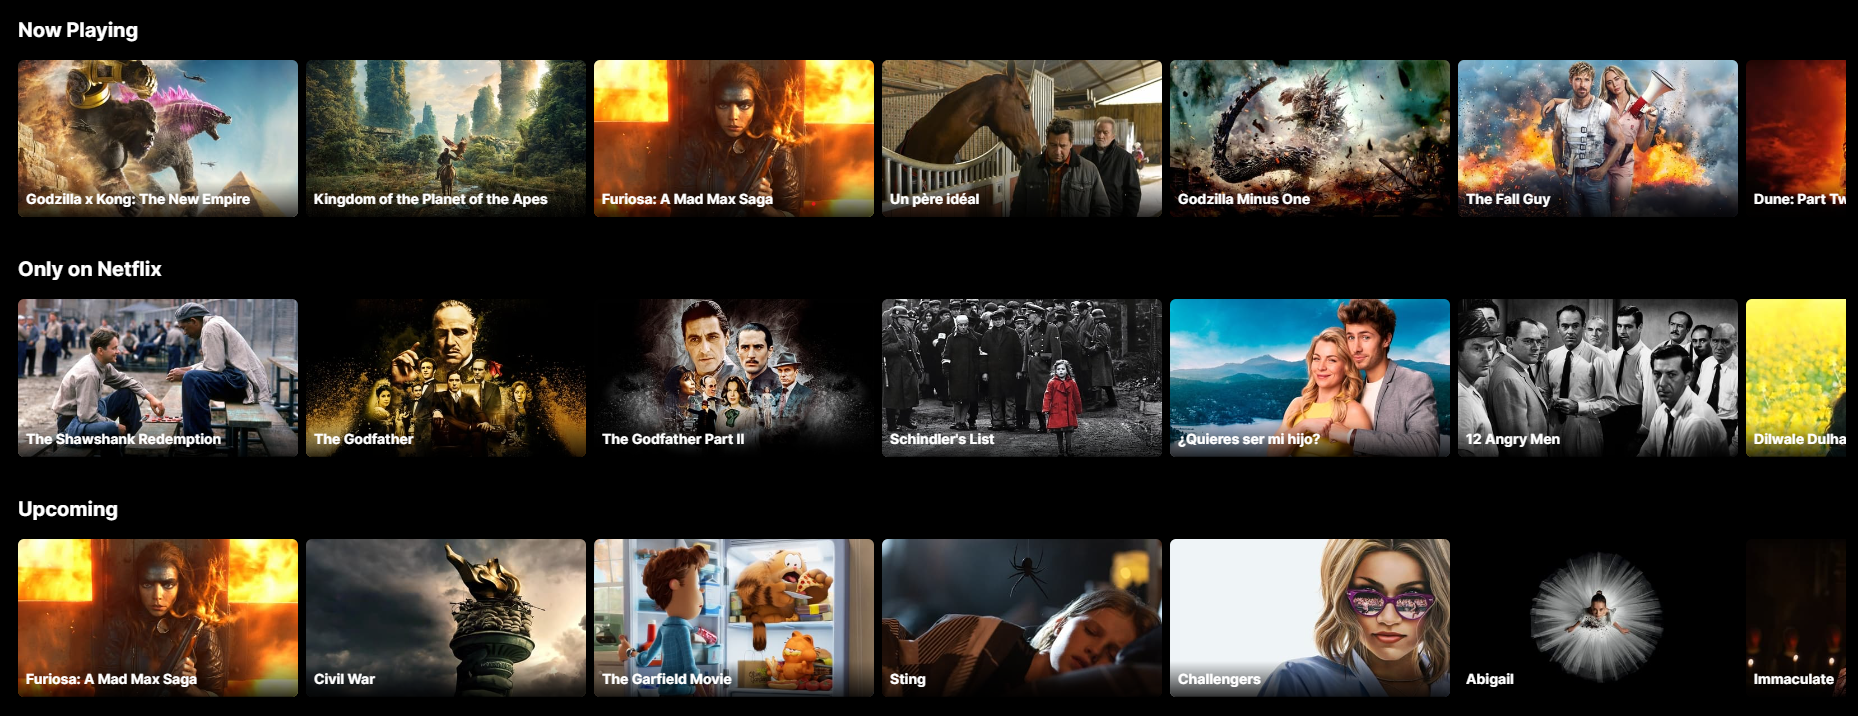 Now Playing
Godzilla x Kong: The New Empire
Kingdom of the Planet of the Apes
Furiosa: A Mad Max Saga
Un père idéal
Godzilla Minus One
The Fall Guy
Dune: Part Tw
Only on Netflix
The Shawshank Redemption
The Godfather
The Godfather Part II
Schindler's List
¿Quieres ser mi hijo?
12 Angry Men
Dilwale Dulha
Upcoming
Furiosa: A Mad Max Saga
Civil War
The Garfield Movie
Sting
Challengers
Abigail
Immaculate